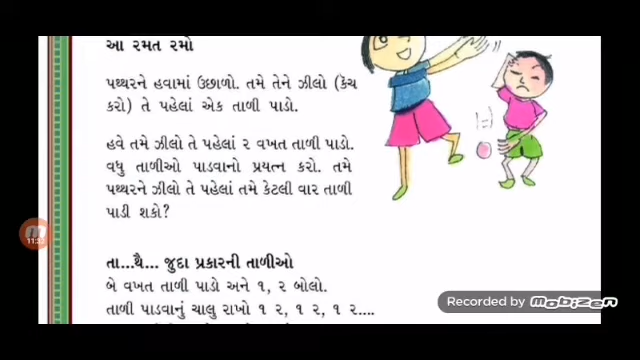 આ રમત રમો
પથ્થરને હવામાં ઉછાળો. તમે તેને ઝીલો (કેચ
કરો) તે પહેલાં એક તાળી પાડો.
હવે તમે ઝીલો તે પહેલાં ૨ વખત તાળી પાડો.
વધુ તાળીઓ પાડવાનો પ્રયત્ન કરો. તમે
પથ્થરને ઝીલો તે પહેલાં તમે કેટલી વાર તાળી
પાડી શકો?
તા...થૈ... જુદા પ્રકારની તાળીઓ
બે વખત તાળી પાડો અને ૧, ૨ બોલો.
તાળી પાડવાનું ચાલુ રાખો ૧ ૨, ૧ ૨, ૧ ૨....
Recorded by Mobizen